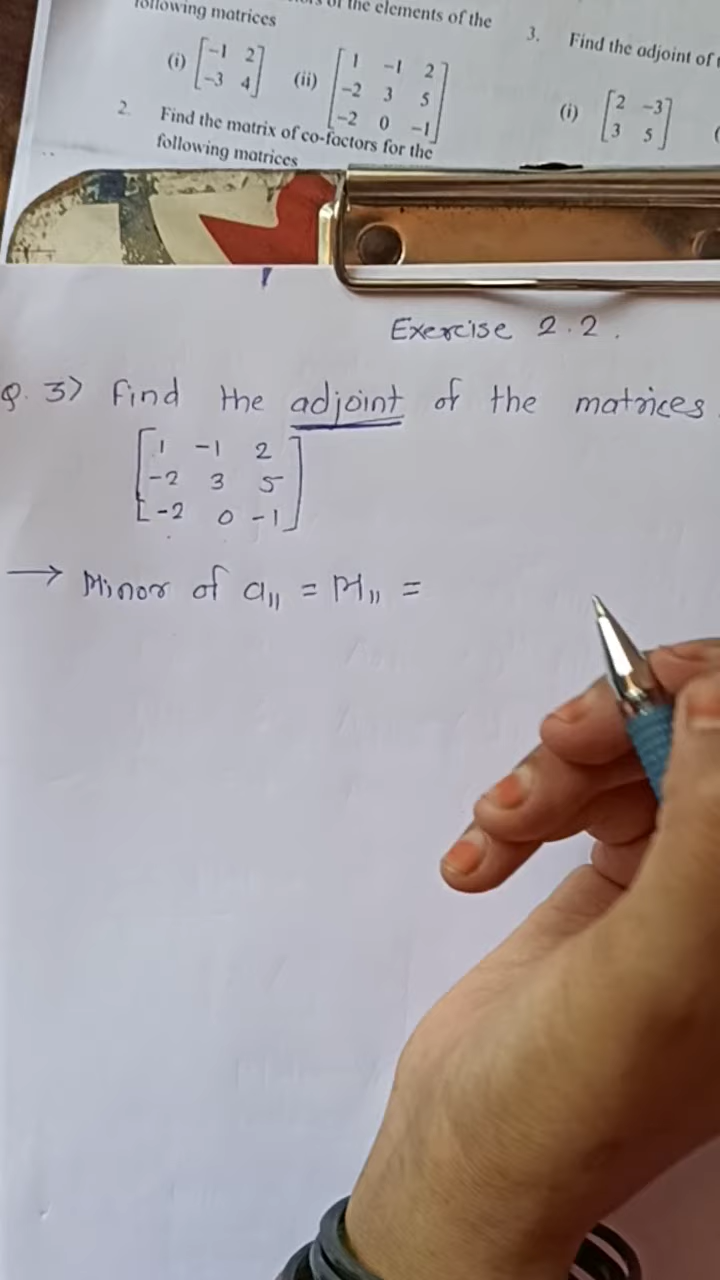 following matrices
of the elements of the
(i) [-1 2
-3 4] (ii) [1 -1 2
-2 3 5
-2 0 -1]
2. Find the matrix of co-factors for the
following matrices
3. Find the adjoint of
(i) [2 -3
3 5]
Exercise 2.2.
Q.3) Find the adjoint of the matrices.
[1 -1 2
-2 3 5
-2 0 -1]
→ Minor of a₁₁ = M₁₁ =